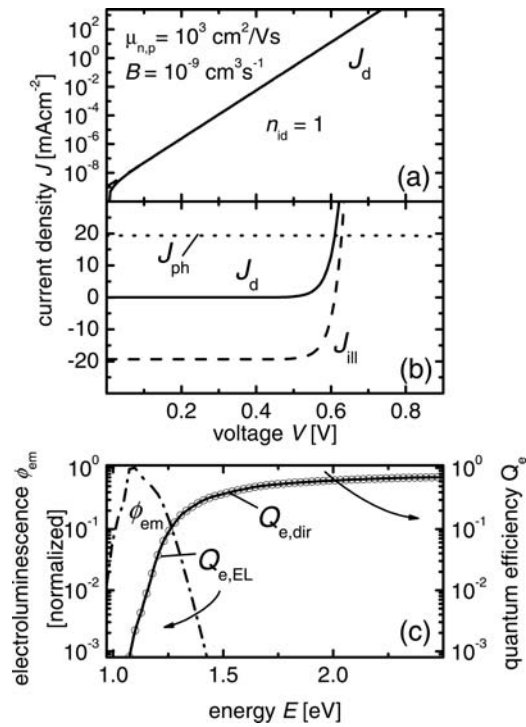 10²
μn,p = 10³ cm²/Vs
10⁰
B = 10⁻⁹ cm³s⁻¹
Jd
10⁻²
10⁻⁴
nid = 1
10⁻⁶
10⁻⁸
(a)
current density J [mAcm⁻²]
20
Jph
Jd
0
-20
Jill
(b)
0.2 0.4 0.6 0.8
voltage V [V]
electroluminescence ϕem
[normalized]
10⁰ 10⁰
ϕem
Qe,dir
10⁻¹ 10⁻¹
Qe,EL
10⁻² 10⁻²
(c)
10⁻³ 10⁻³
quantum efficiency Qe
1.0 1.5 2.0
energy E [eV]